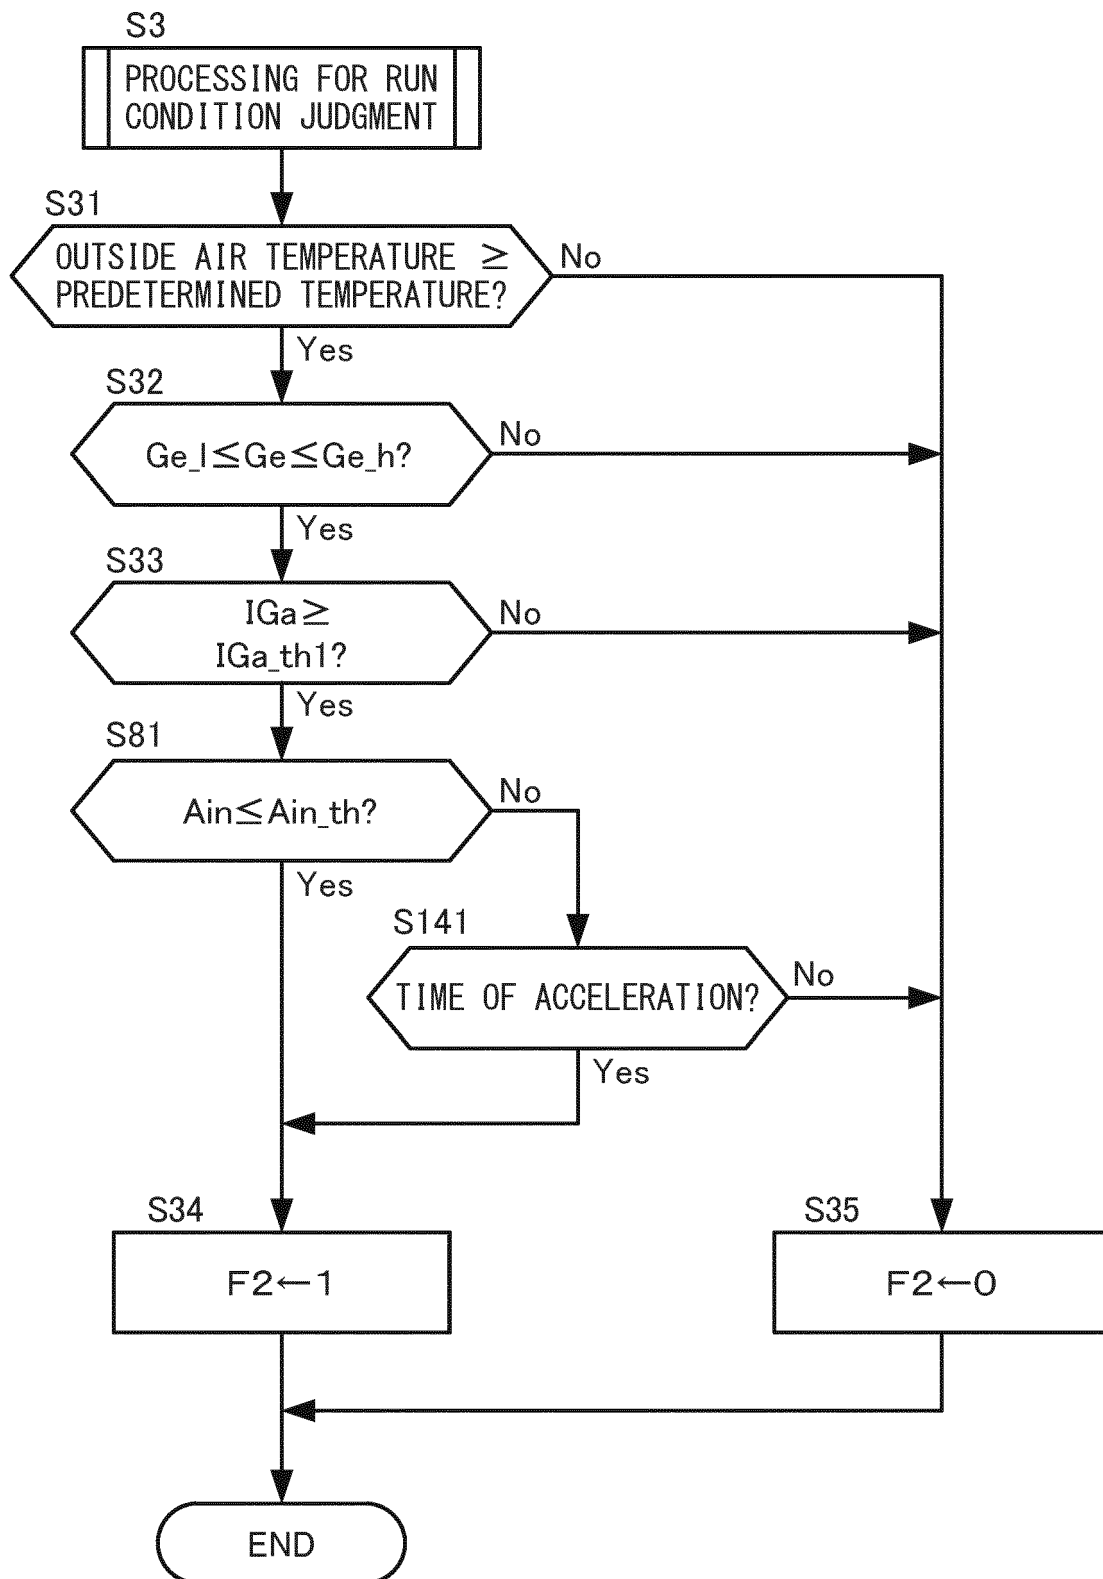 S3
PROCESSING FOR RUN
CONDITION JUDGMENT
S31
OUTSIDE AIR TEMPERATURE ≥
PREDETERMINED TEMPERATURE?
No
Yes
S32
Ge_l≤Ge≤Ge_h?
No
Yes
S33
IGa≥
IGa_th1?
No
Yes
S81
Ain≤Ain_th?
No
Yes
S141
TIME OF ACCELERATION?
No
Yes
S34
F2←1
S35
F2←0
END